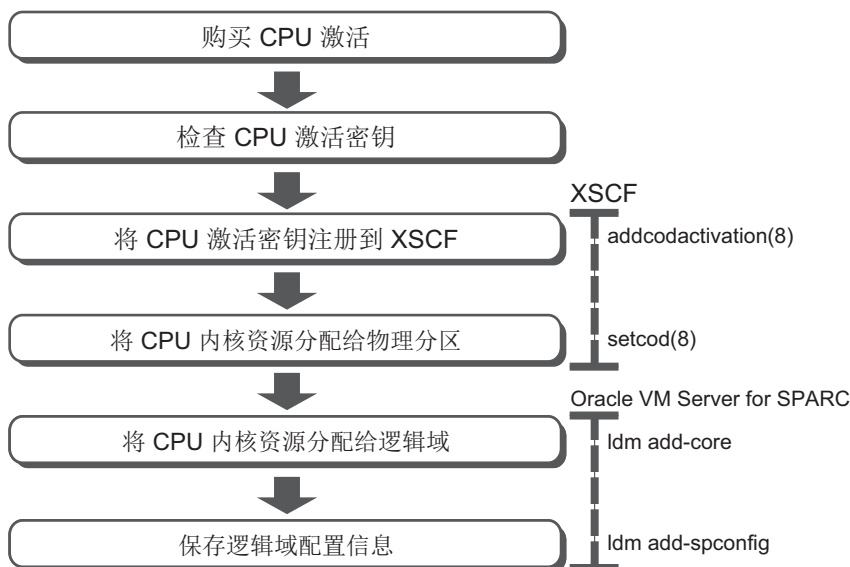 购买 CPU 激活
检查 CPU 激活密钥
XSCF
将 CPU 激活密钥注册到 XSCF
addcodactivation(8)
将 CPU 内核资源分配给物理分区
setcod(8)
Oracle VM Server for SPARC
将 CPU 内核资源分配给逻辑域
ldm add-core
保存逻辑域配置信息
ldm add-spconfig